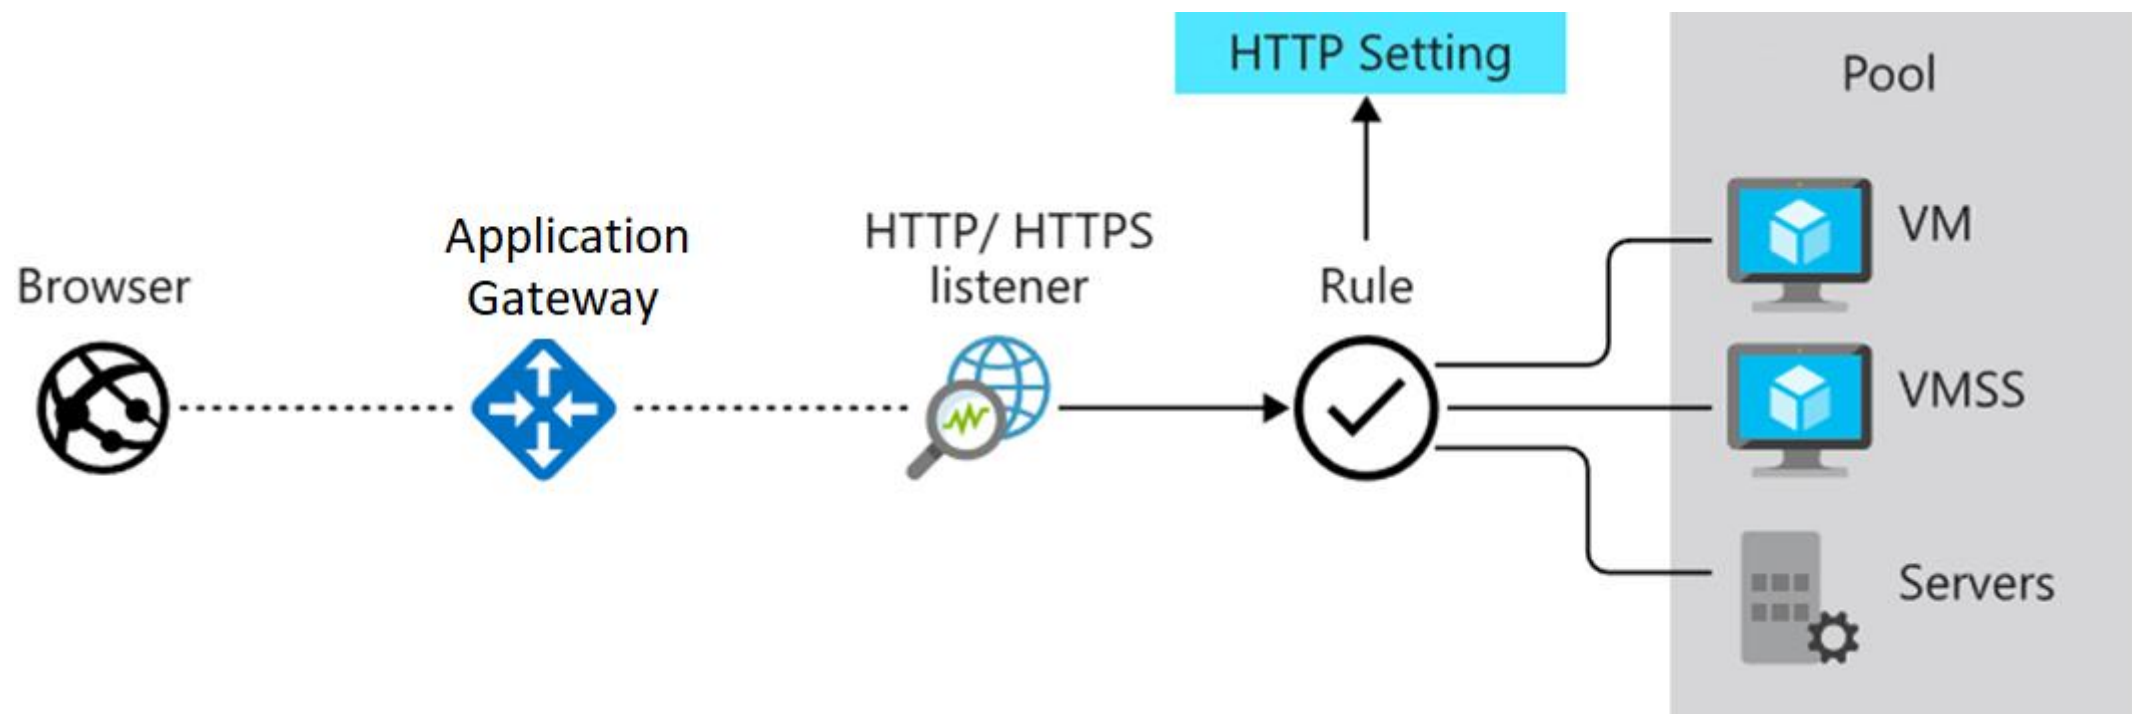 Browser
Application
Gateway
HTTP/ HTTPS
listener
HTTP Setting
Rule
Pool
VM
VMSS
Servers